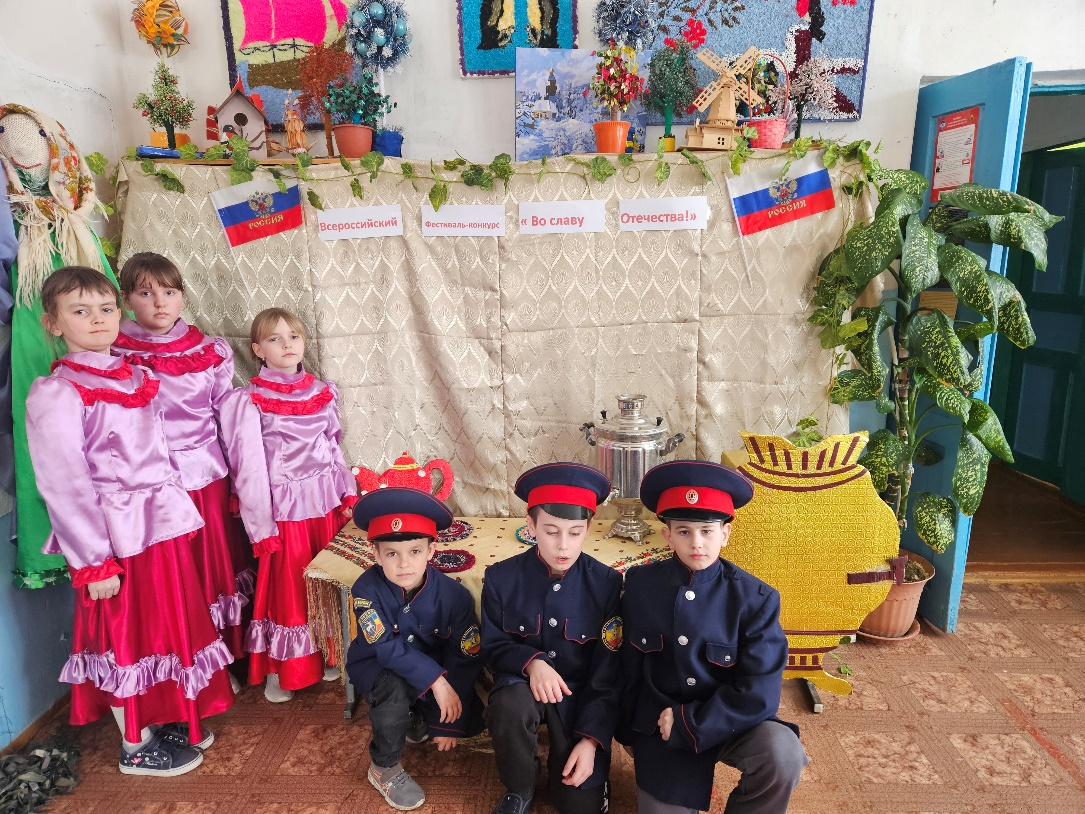 РОССИЯ
Всероссийский Фестиваль-конкурс « Во славу Отечества!»
РОССИЯ